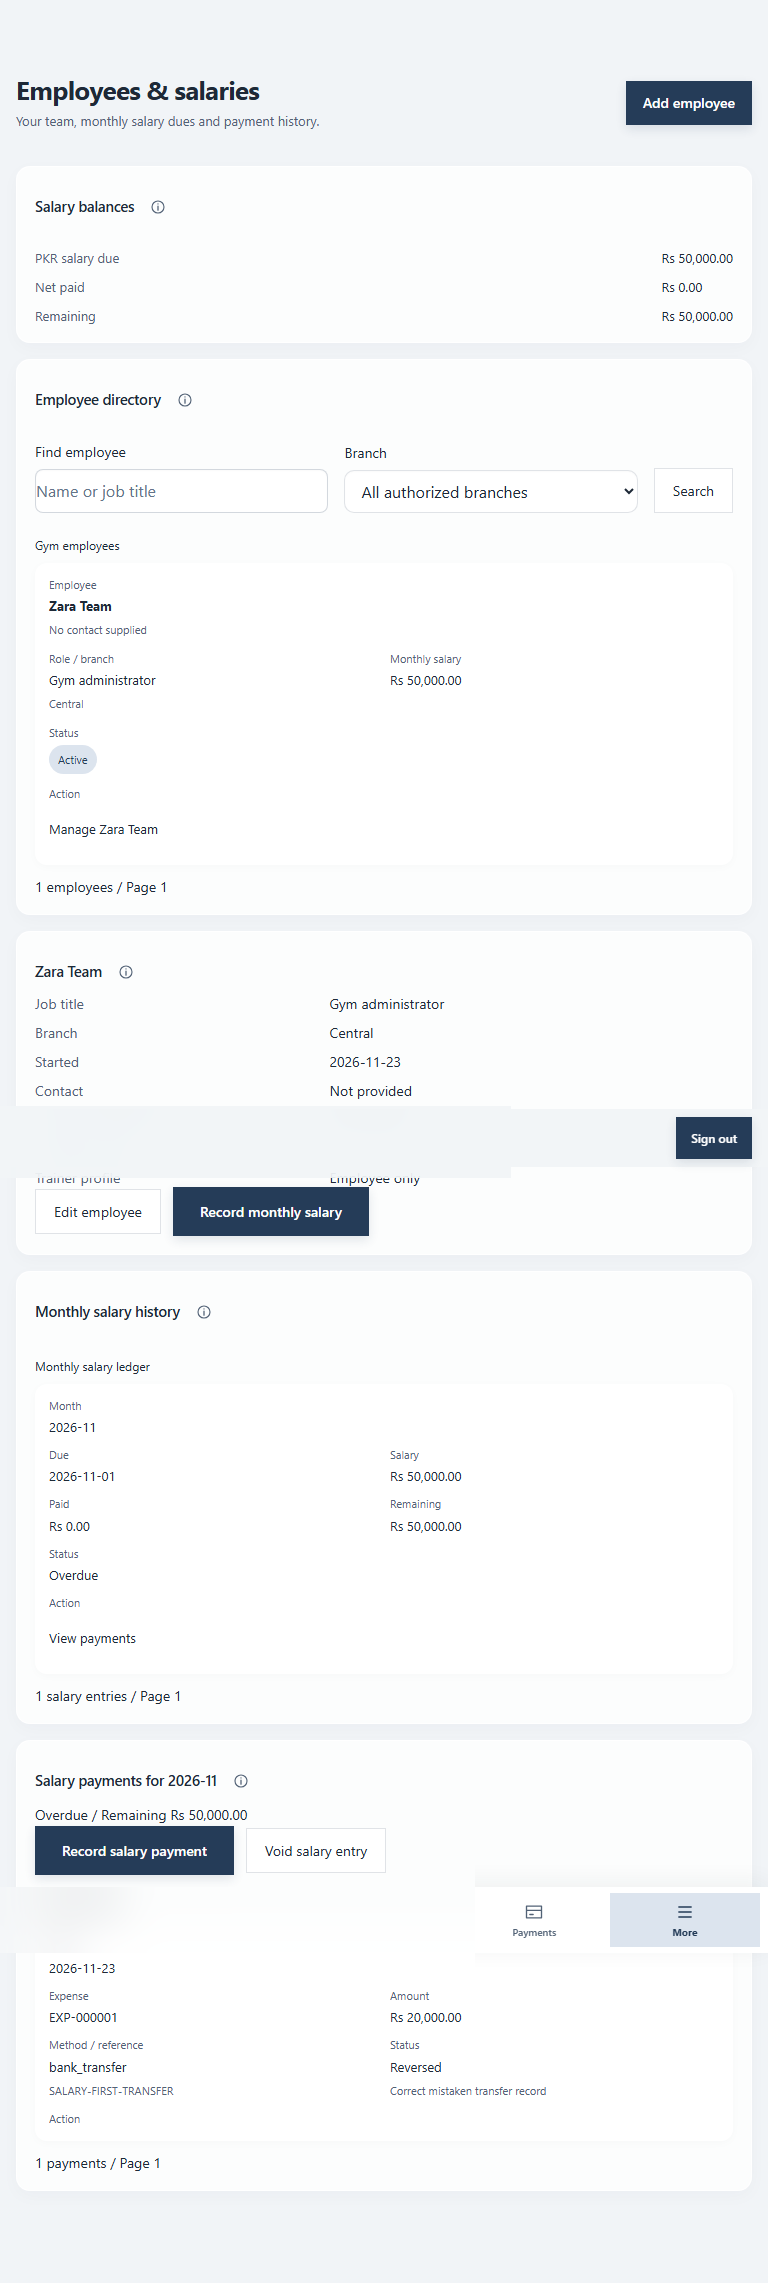 Employees & salaries
Add employee
Your team, monthly salary dues and payment history.
Salary balances
PKR salary due Rs 50,000.00
Net paid Rs 0.00
Remaining Rs 50,000.00
Employee directory
Find employee Branch
Name or job title All authorized branches Search
Gym employees
Employee
Zara Team
No contact supplied
Role / branch Monthly salary
Gym administrator Rs 50,000.00
Central
Status
Active
Action
Manage Zara Team
1 employees / Page 1
Zara Team
Job title Gym administrator
Branch Central
Started 2026-11-23
Contact Not provided
Sign out
Trainer profile Employee only
Edit employee Record monthly salary
Monthly salary history
Monthly salary ledger
Month
2026-11
Due Salary
2026-11-01 Rs 50,000.00
Paid Remaining
Rs 0.00 Rs 50,000.00
Status
Overdue
Action
View payments
1 salary entries / Page 1
Salary payments for 2026-11
Overdue / Remaining Rs 50,000.00
Record salary payment Void salary entry
Payments More
2026-11-23
Expense Amount
EXP-000001 Rs 20,000.00
Method / reference Status
bank_transfer Reversed
SALARY-FIRST-TRANSFER Correct mistaken transfer record
Action
1 payments / Page 1